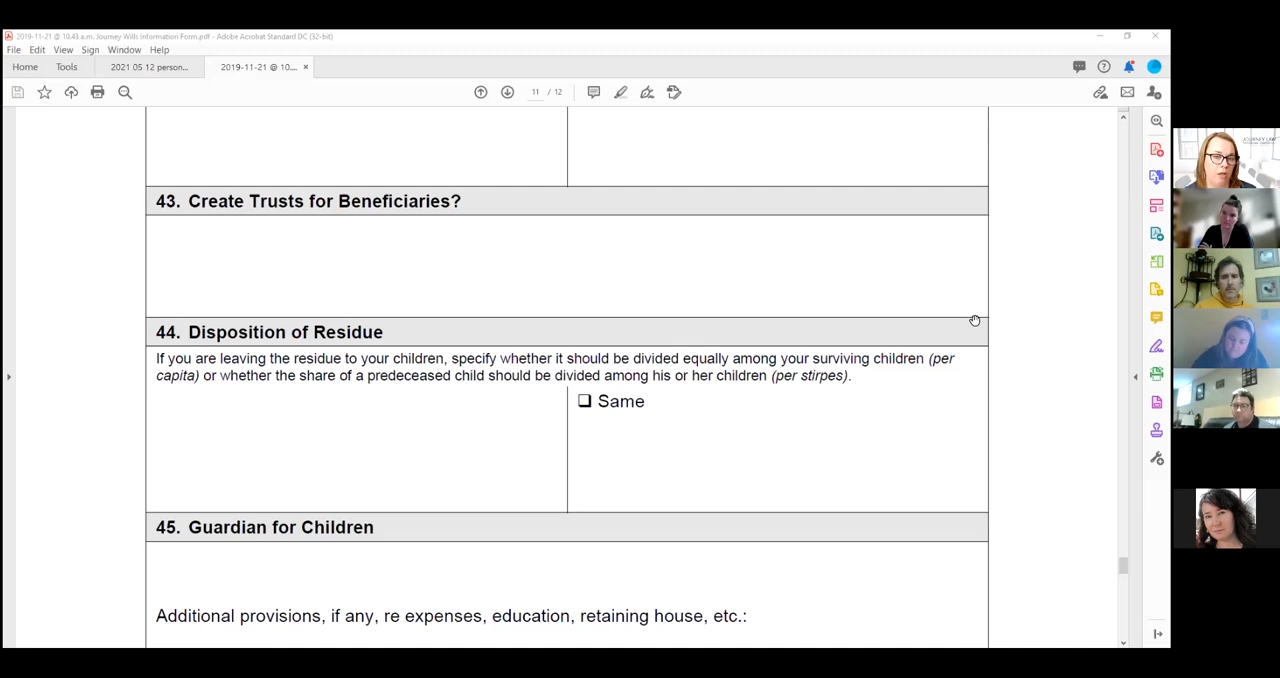 2019-11-21 @ 10.43 a.m. Journey Wills Information Form.pdf - Adobe Acrobat Standard DC (32-bit)
File Edit View Sign Window Help
Home Tools 2021 05 12 person... 2019-11-21 @ 10.... ×
11 / 12
43. Create Trusts for Beneficiaries?
44. Disposition of Residue
If you are leaving the residue to your children, specify whether it should be divided equally among your surviving children (per
capita) or whether the share of a predeceased child should be divided among his or her children (per stirpes).
❑ Same
45. Guardian for Children
Additional provisions, if any, re expenses, education, retaining house, etc.:
JOURNEY LAW